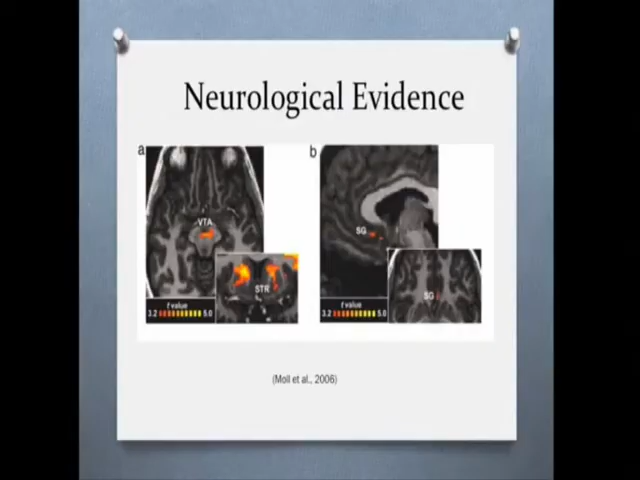 Neurological Evidence
a
b
VTA
SG
STR
SG
t value
3.2
5.0
t value
3.2
5.0
(Moll et al., 2006)